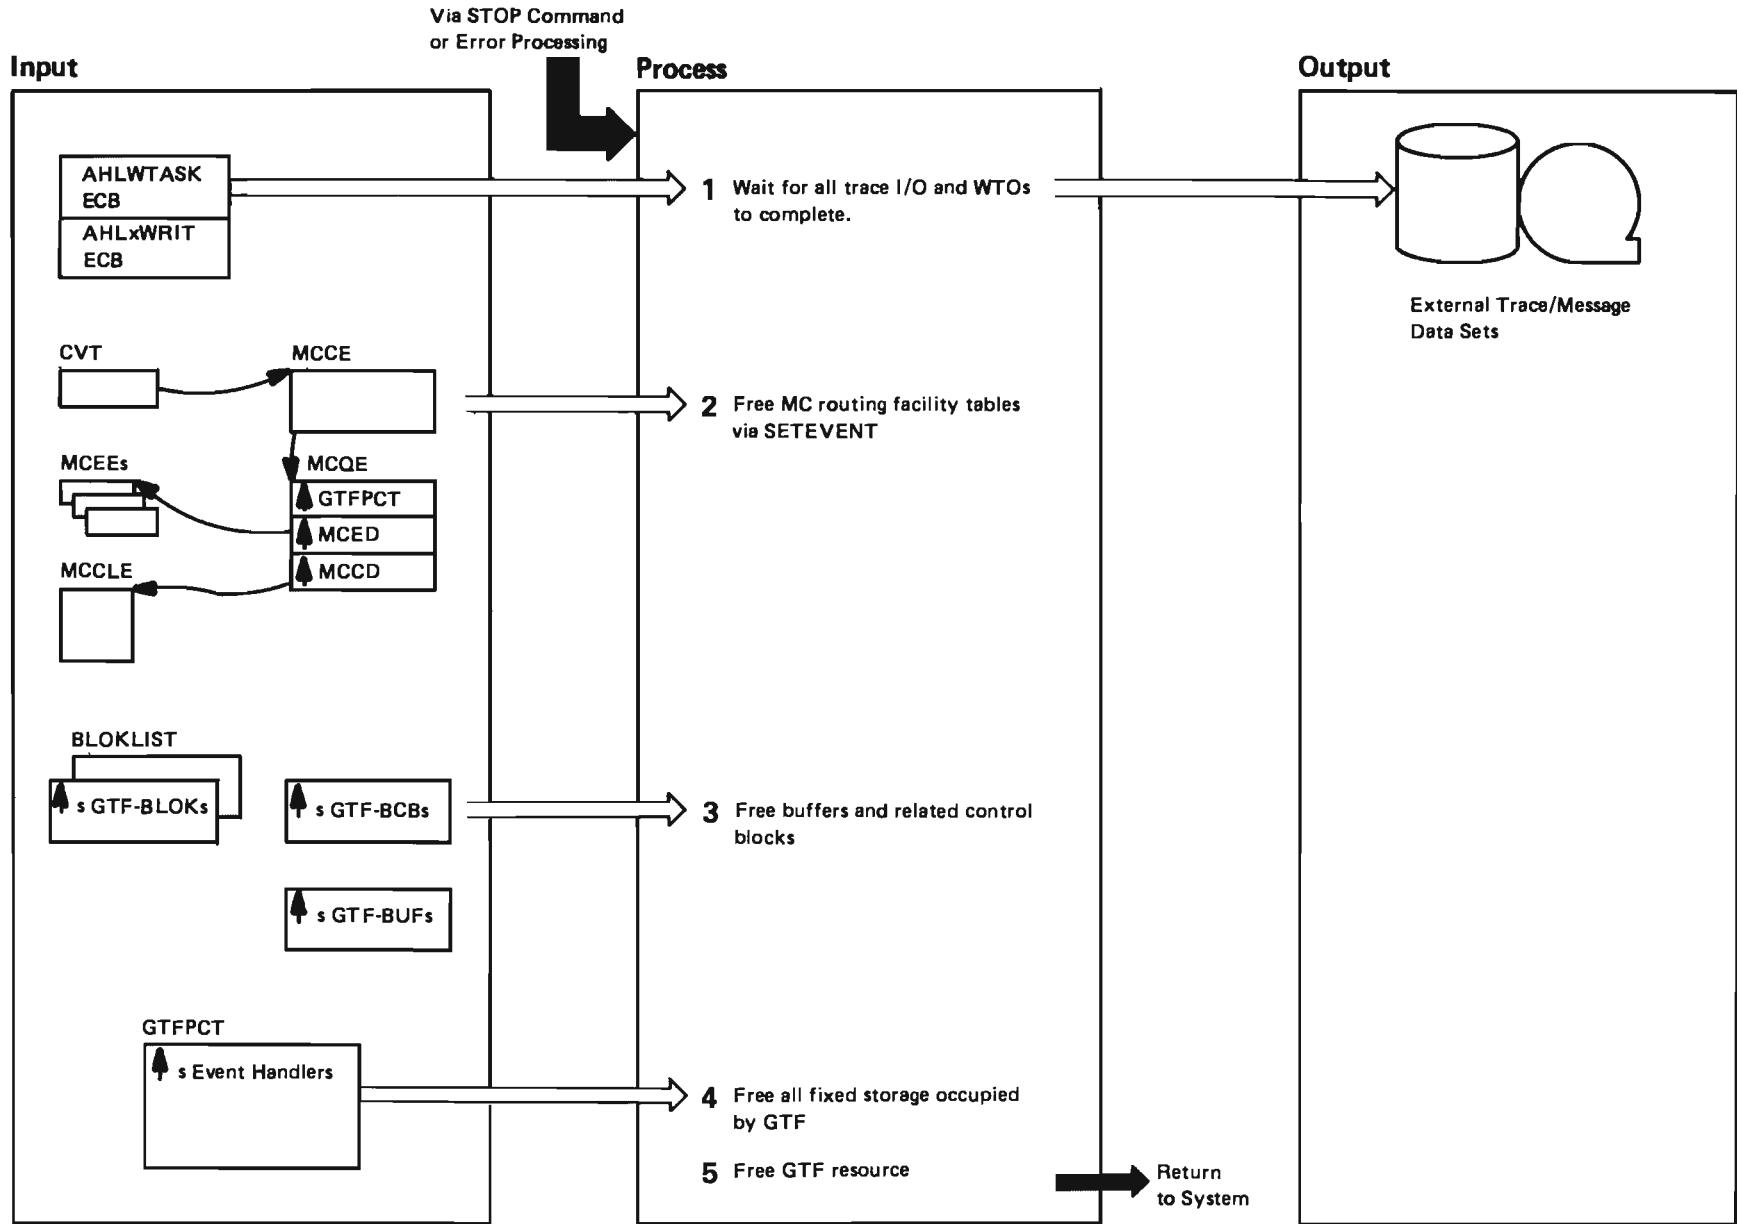 Via STOP Command
or Error Processing
Input
Process
Output
AHLWTASK
ECB
AHLxWRIT
ECB
1 Wait for all trace I/O and WTOs
to complete.
External Trace/Message
Data Sets
CVT
MCCE
2 Free MC routing facility tables
via SETEVENT
MCEEs
MCQE
GTFPCT
MCED
MCCD
MCCLE
BLOKLIST
s GTF-BLOKs
s GTF-BCBs
3 Free buffers and related control
blocks
s GTF-BUFs
GTFPCT
s Event Handlers
4 Free all fixed storage occupied
by GTF
5 Free GTF resource
Return
to System